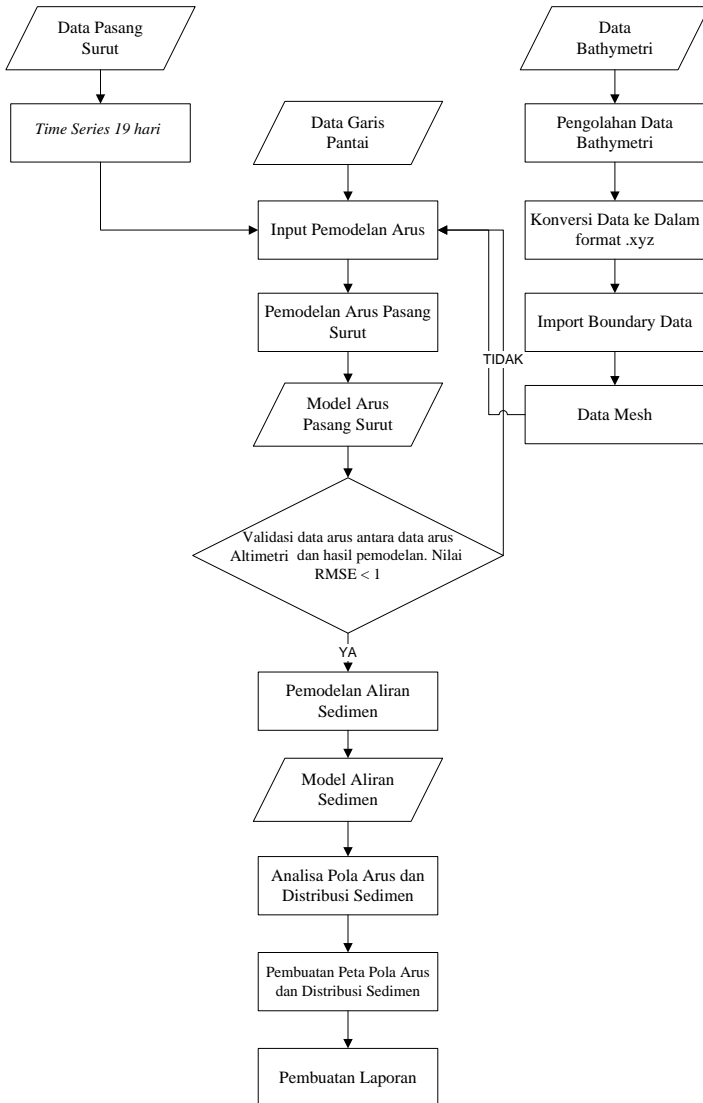 Data Pasang
Surut
Time Series 19 hari
Data Garis
Pantai
Data
Bathymetri
Pengolahan Data
Bathymetri
Konversi Data ke Dalam
format .xyz
Import Boundary Data
Data Mesh
Input Pemodelan Arus
Pemodelan Arus Pasang
Surut
Model Arus
Pasang Surut
TIDAK
Validasi data arus antara data arus
Altimetri dan hasil pemodelan. Nilai
RMSE < 1
YA
Pemodelan Aliran
Sedimen
Model Aliran
Sedimen
Analisa Pola Arus dan
Distribusi Sedimen
Pembuatan Peta Pola Arus
dan Distribusi Sedimen
Pembuatan Laporan